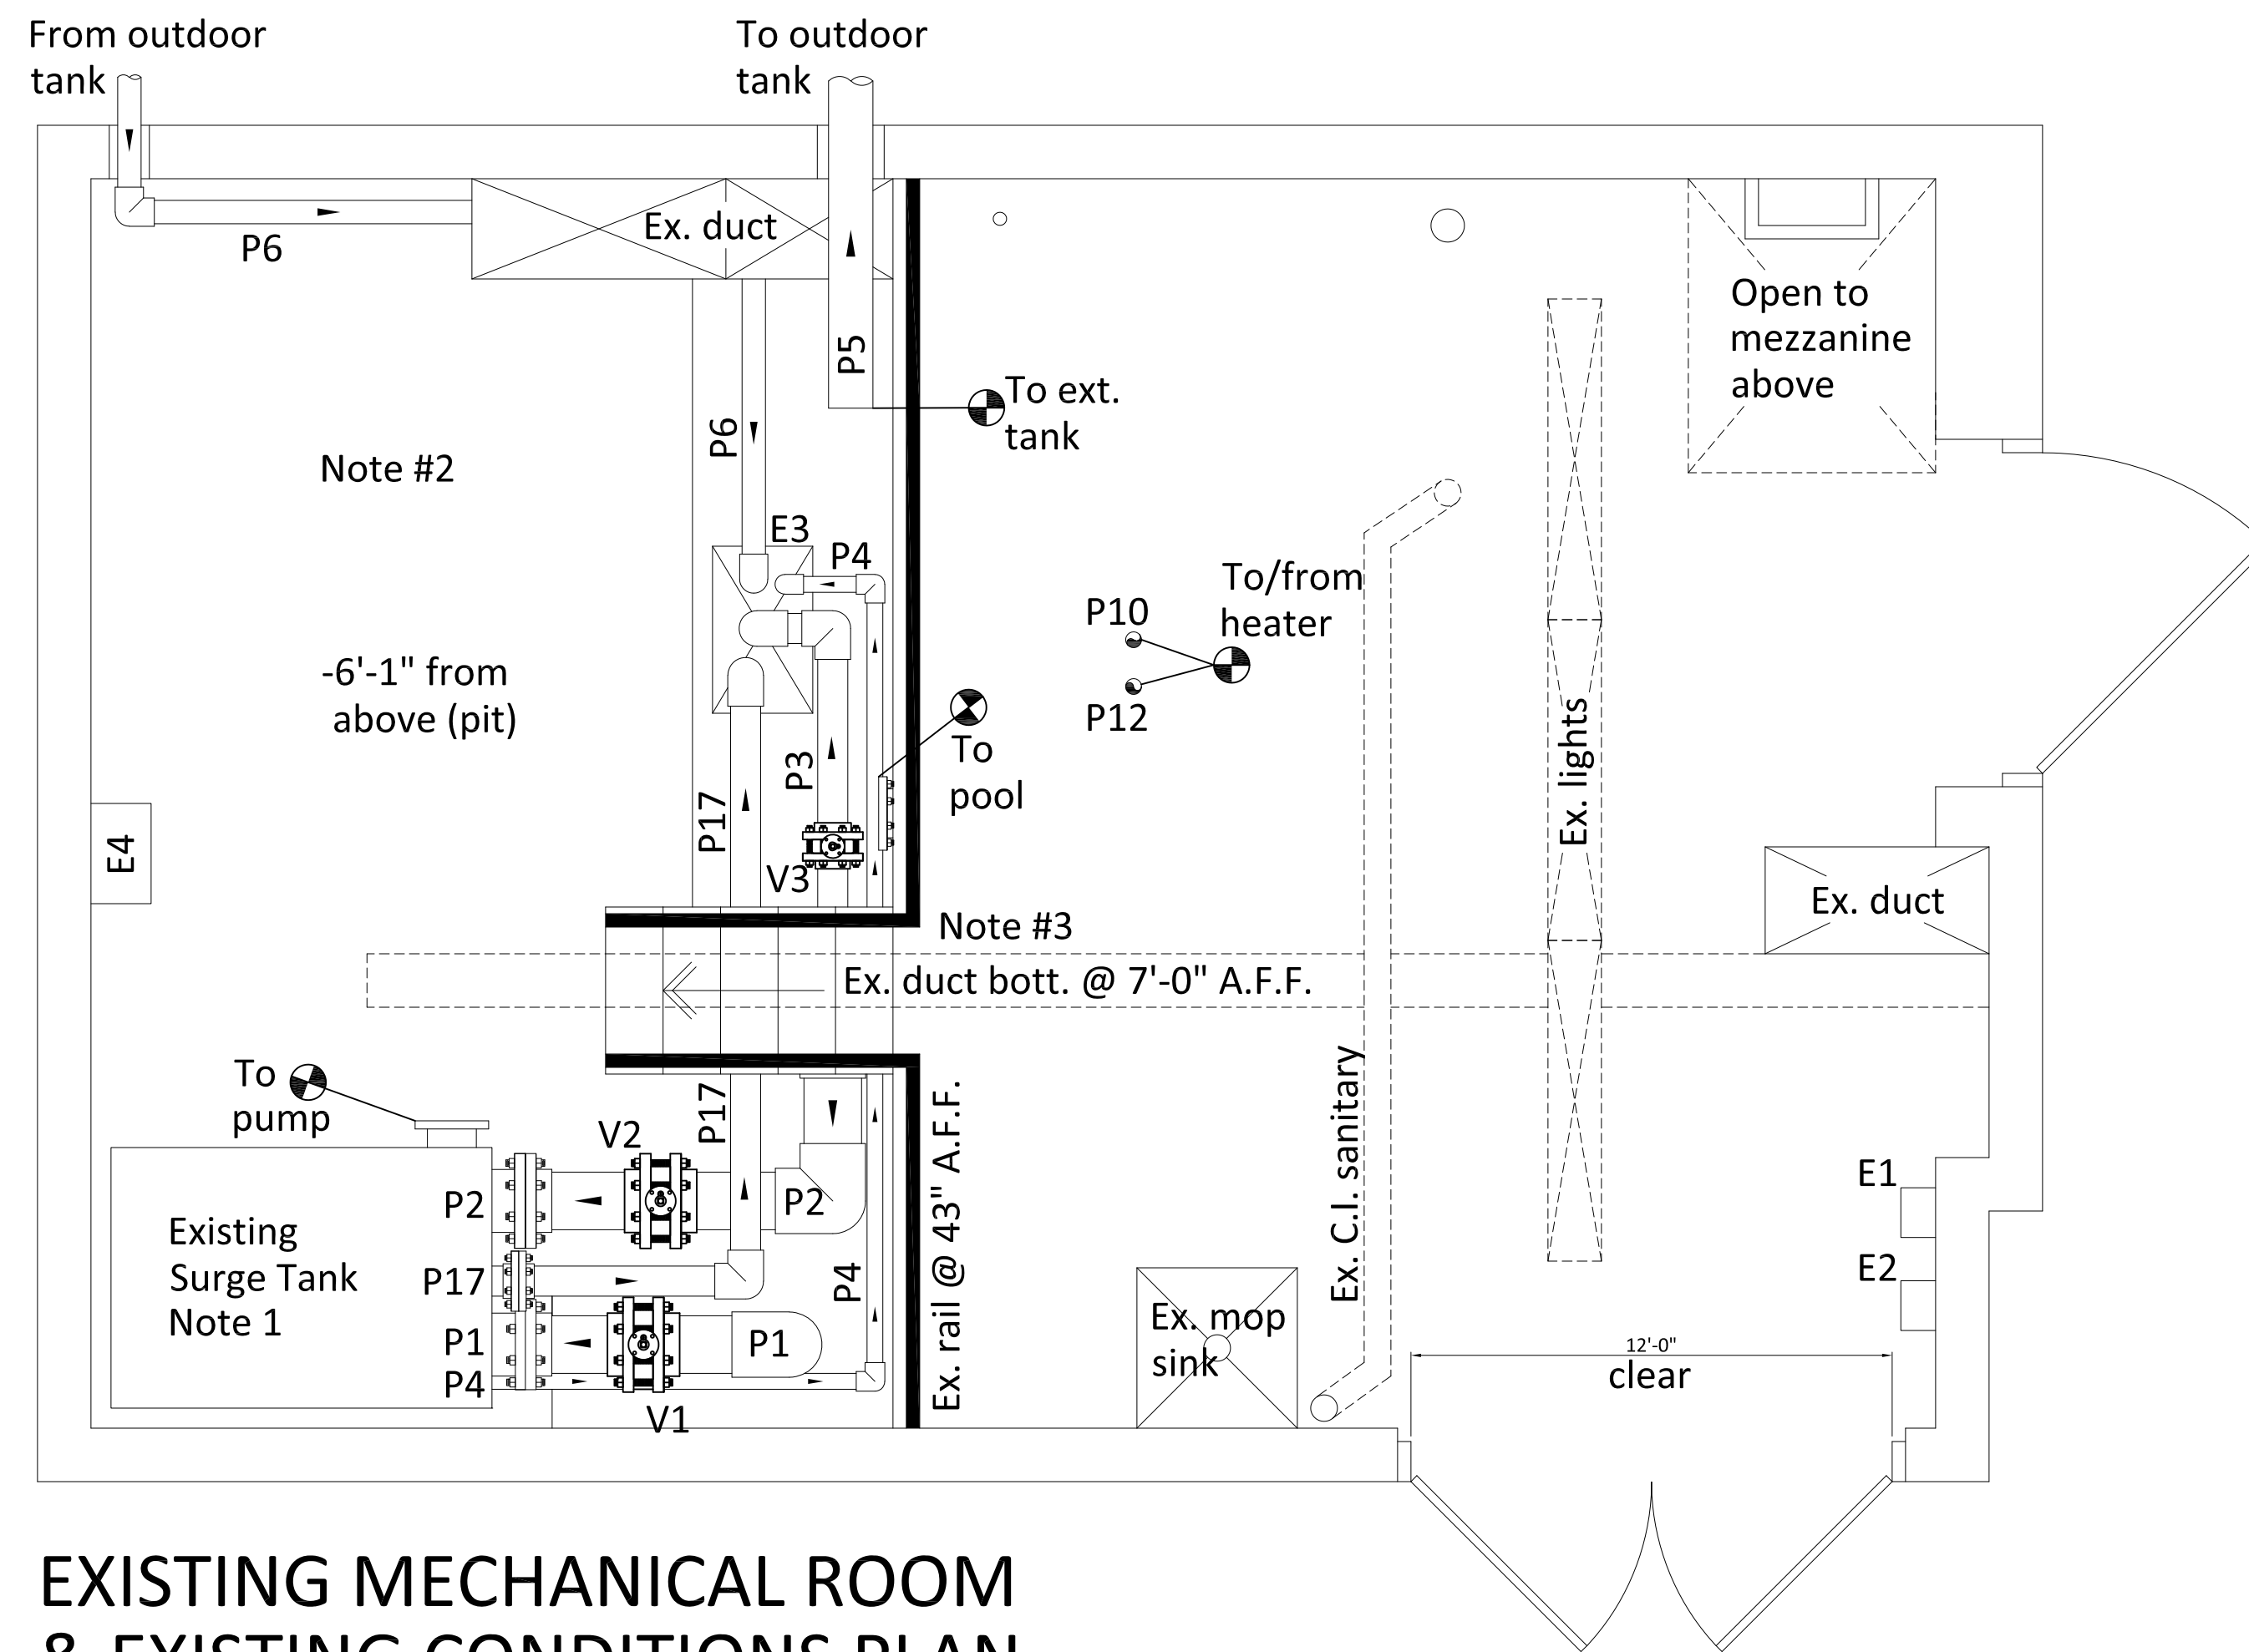 From outdoor
tank
To outdoor
tank
P6
Ex. duct
P5
P6
To ext.
tank
Open to
mezzanine
above
Note #2
E3
P4
To/from
heater
P10
P12
-6'-1" from
above (pit)
P3
P17
To
pool
Ex. lights
E4
V3
Ex. duct
Note #3
Ex. duct bott. @ 7'-0" A.F.F.
To
pump
P17
V2
P2
P2
Existing
Surge Tank
Note 1
P17
P1
P1
P4
P4
V1
Ex. rail @ 43" A.F.F.
Ex. C.I. sanitary
Ex. mop
sink
E1
E2
12'-0"
clear
EXISTING MECHANICAL ROOM
& EXISTING CONDITIONS PLAN